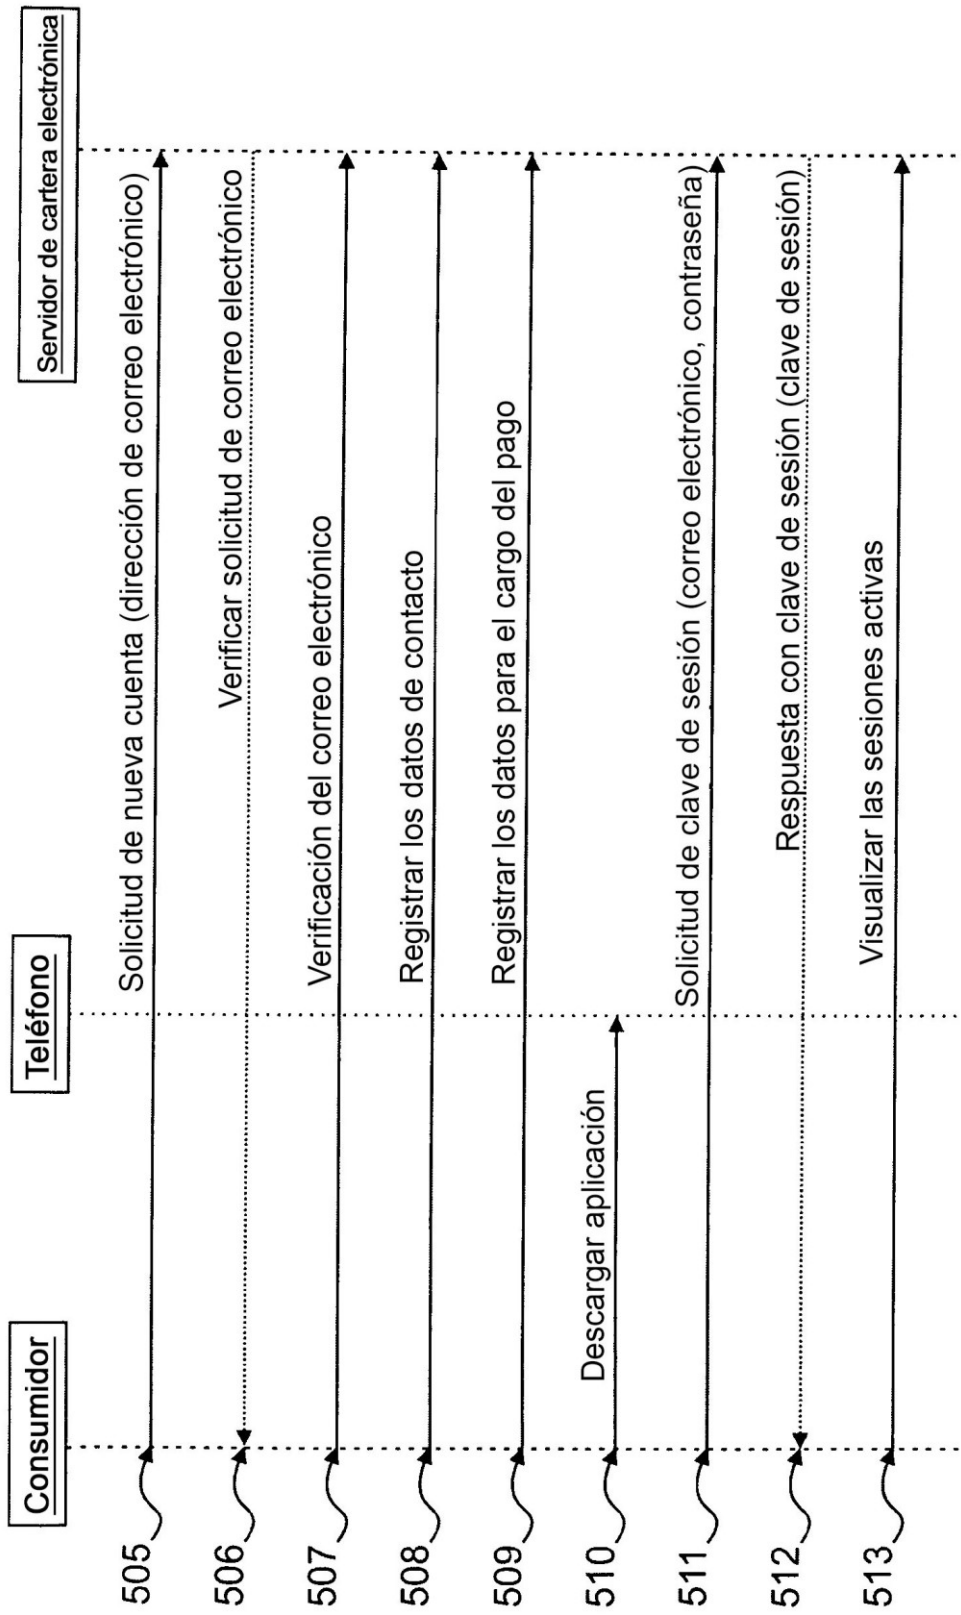 Consumidor
Teléfono
Servidor de cartera electrónica
505
Solicitud de nueva cuenta (dirección de correo electrónico)
506
Verificar solicitud de correo electrónico
507
Verificación del correo electrónico
508
Registrar los datos de contacto
509
Registrar los datos para el cargo del pago
510
Descargar aplicación
511
Solicitud de clave de sesión (correo electrónico, contraseña)
512
Respuesta con clave de sesión (clave de sesión)
513
Visualizar las sesiones activas